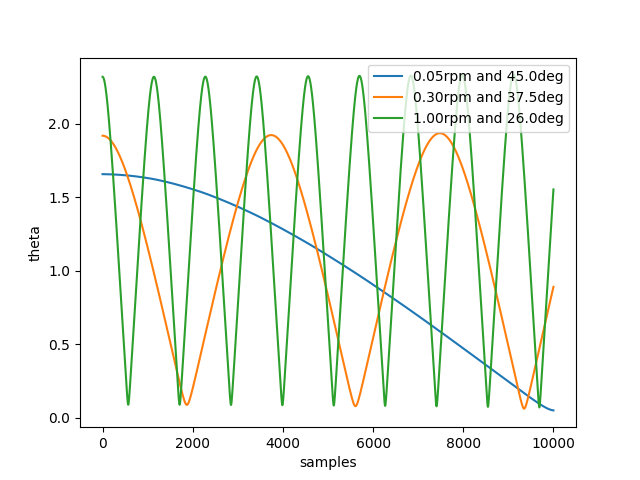 0.05rpm and 45.0deg
0.30rpm and 37.5deg
1.00rpm and 26.0deg
2.0
1.5
1.0
0.5
0.0
theta
0 2000 4000 6000 8000 10000
samples